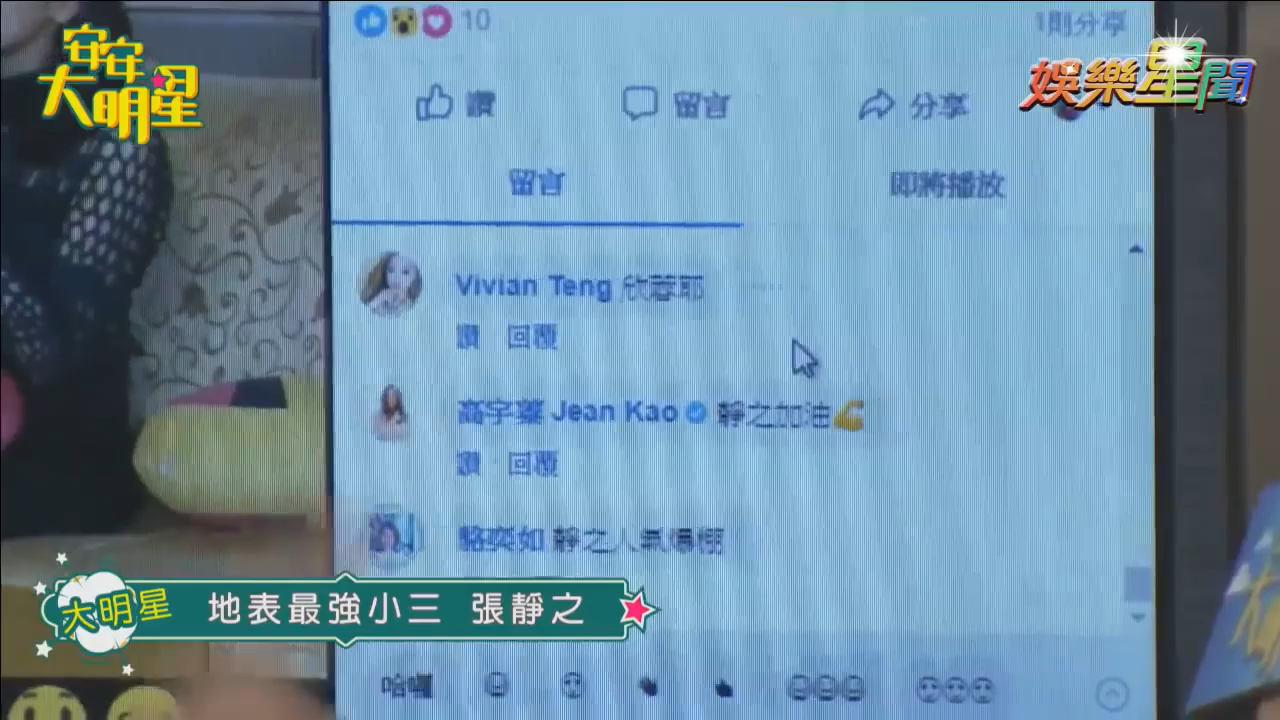 安安
大明星
娛樂星聞
10
1則分享
讚 留言 分享
留言 即將播放
Vivian Teng 欣蓉耶
讚 回覆
高宇蓁 Jean Kao 靜之加油💪
讚 回覆
駱奕如 靜之人氣爆棚
大明星 地表最強小三 張靜之
哈囉